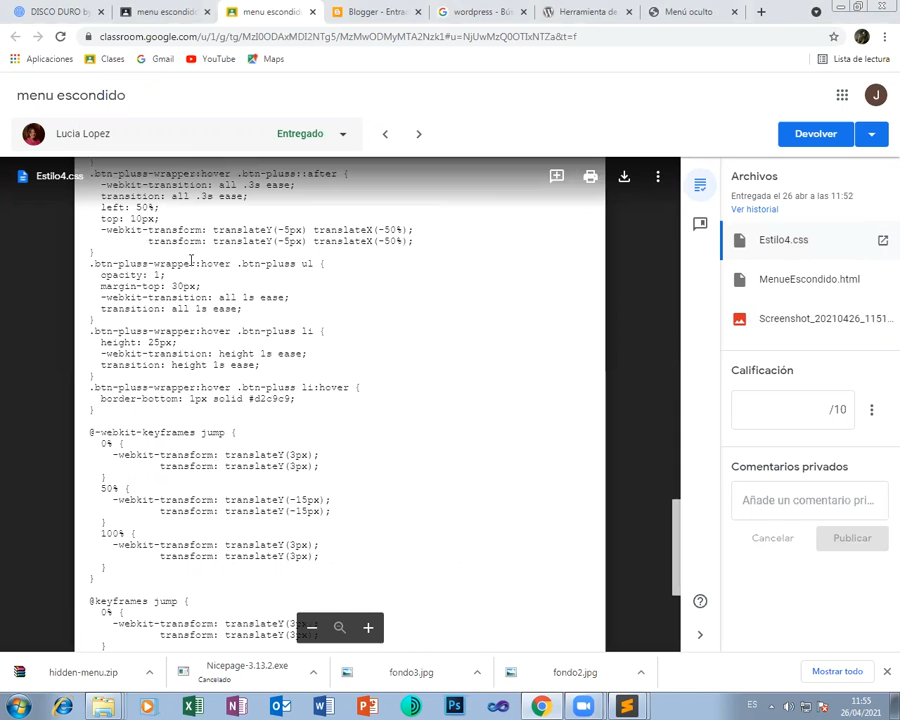 DISCO DURO by
menu escondido
menu escondido
Blogger - Entrad
wordpress - Bús
Herramienta de
Menú oculto
classroom.google.com/u/1/g/tg/MzI0ODAxMDI2NTg5/MzMwODMyMTA2Nzk1#u=NjUwMzQ0OTIxNTZa&t=f
Aplicaciones
Clases
Gmail
YouTube
Maps
Lista de lectura
menu escondido
J
Lucia Lopez
Entregado
Devolver
Estilo4.css
}
.btn-pluss-wrapper:hover .btn-pluss::after {
-webkit-transition: all .3s ease;
transition: all .3s ease;
left: 50%;
top: 10px;
-webkit-transform: translateY(-5px) translateX(-50%);
transform: translateY(-5px) translateX(-50%);
}
.btn-pluss-wrapper:hover .btn-pluss ul {
opacity: 1;
margin-top: 30px;
-webkit-transition: all 1s ease;
transition: all 1s ease;
}
.btn-pluss-wrapper:hover .btn-pluss li {
height: 25px;
-webkit-transition: height 1s ease;
transition: height 1s ease;
}
.btn-pluss-wrapper:hover .btn-pluss li:hover {
border-bottom: 1px solid #d2c9c9;
}
@-webkit-keyframes jump {
0% {
-webkit-transform: translateY(3px);
transform: translateY(3px);
}
50% {
-webkit-transform: translateY(-15px);
transform: translateY(-15px);
}
100% {
-webkit-transform: translateY(3px);
transform: translateY(3px);
}
}
@keyframes jump {
0% {
-webkit-transform: translateY(3px);
transform: translateY(3px);
}
Archivos
Entregada el 26 abr a las 11:52
Ver historial
Estilo4.css
MenueEscondido.html
Screenshot_20210426_1151...
Calificación
/10
Comentarios privados
Añade un comentario pri...
Cancelar
Publicar
hidden-menu.zip
Nicepage-3.13.2.exe
Cancelado
fondo3.jpg
fondo2.jpg
Mostrar todo
ES
11:55
26/04/2021